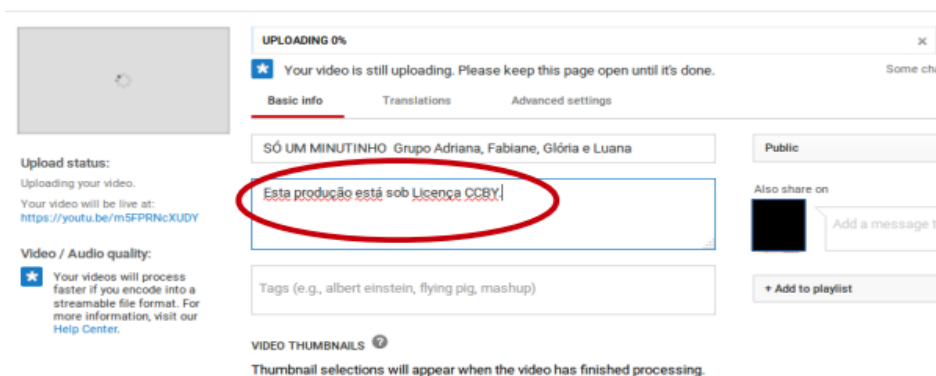 UPLOADING 0%
×
Your video is still uploading. Please keep this page open until it's done.
Some cha
Basic info
Translations
Advanced settings
SÓ UM MINUTINHO Grupo Adriana, Fabiane, Glória e Luana
Public
Esta produção está sob Licença CCBY.
Also share on
Add a message t
Tags (e.g., albert einstein, flying pig, mashup)
+ Add to playlist
VIDEO THUMBNAILS ?
Thumbnail selections will appear when the video has finished processing.
Upload status:
Uploading your video.
Your video will be live at:
https://youtu.be/m5FPRNcXUDY
Video / Audio quality:
Your videos will process
faster if you encode into a
streamable file format. For
more information, visit our
Help Center.